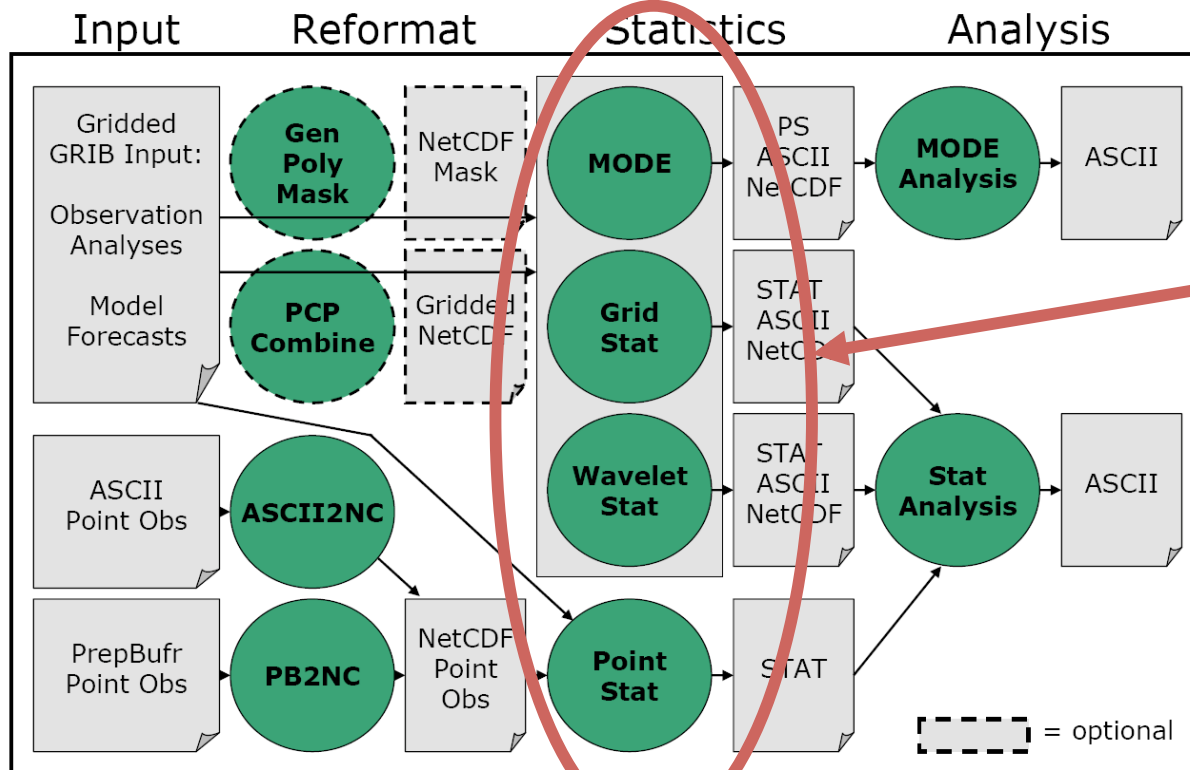 Input
Reformat
Statistics
Analysis
Gridded
GRIB Input:
Observation
Analyses
Model
Forecasts
Gen
Poly
Mask
NetCDF
Mask
MODE
PS
ASCII
NetCDF
MODE
Analysis
ASCII
PCP
Combine
Gridded
NetCDF
Grid
Stat
STAT
ASCII
NetCDF
Wavelet
Stat
STAT
ASCII
NetCDF
Stat
Analysis
ASCII
ASCII
Point Obs
ASCII2NC
PrepBufr
Point Obs
PB2NC
NetCDF
Point
Obs
Point
Stat
STAT
= optional